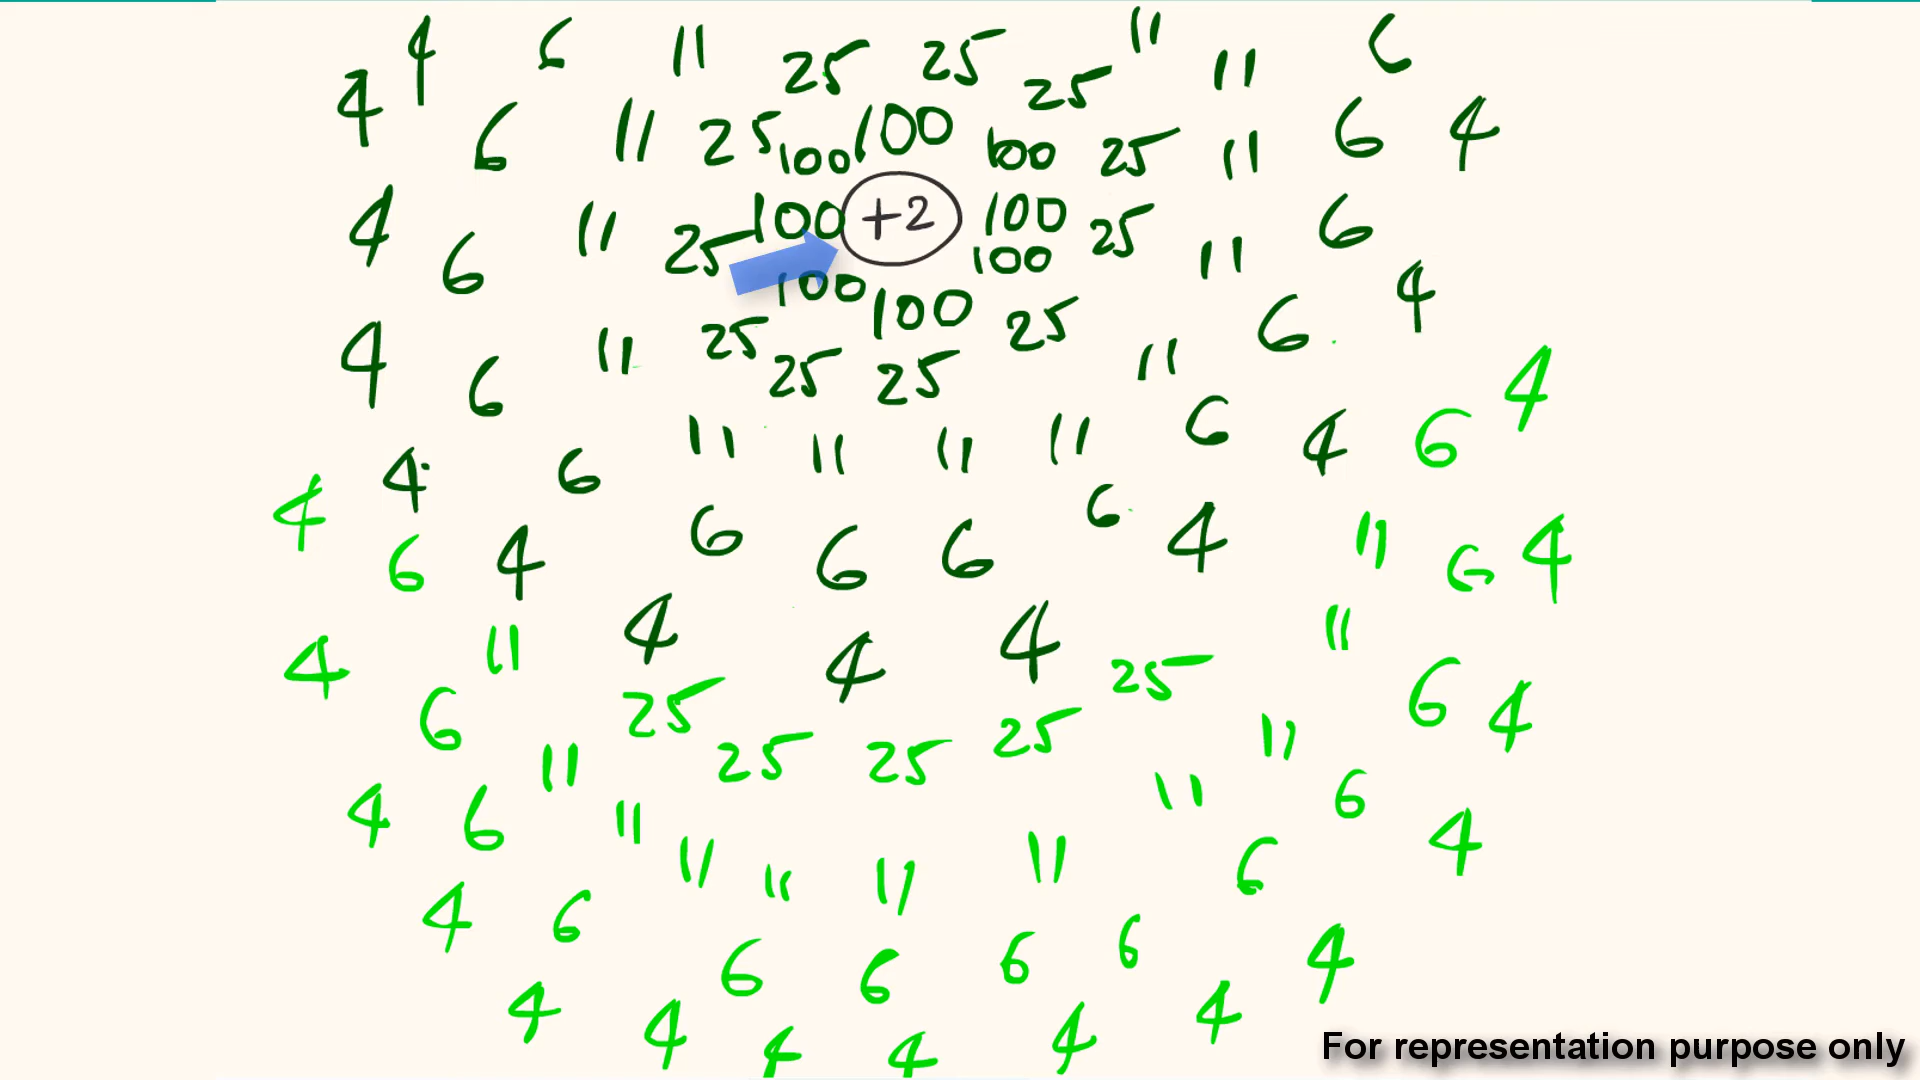 4 6 11 25 25 11 11 6
4 6 11 25 100 100 100 25 25 11 6 4
4 6 11 25 100 +2 100 25 11 6
100 100 100 25 6 4
4 6 11 25 25 25 11 4
4 6 11 11 11 11 6 4 6
4 6 4 6 6 6 6 4 11 6 4
4 11 4 4 4 25 11
6 25 25 25 25 11 6 4
4 6 11 11 11 6 4
4 6 11 11 11 11 6
6 6 6 6 4
4 4 4 4 4 4
For representation purpose only